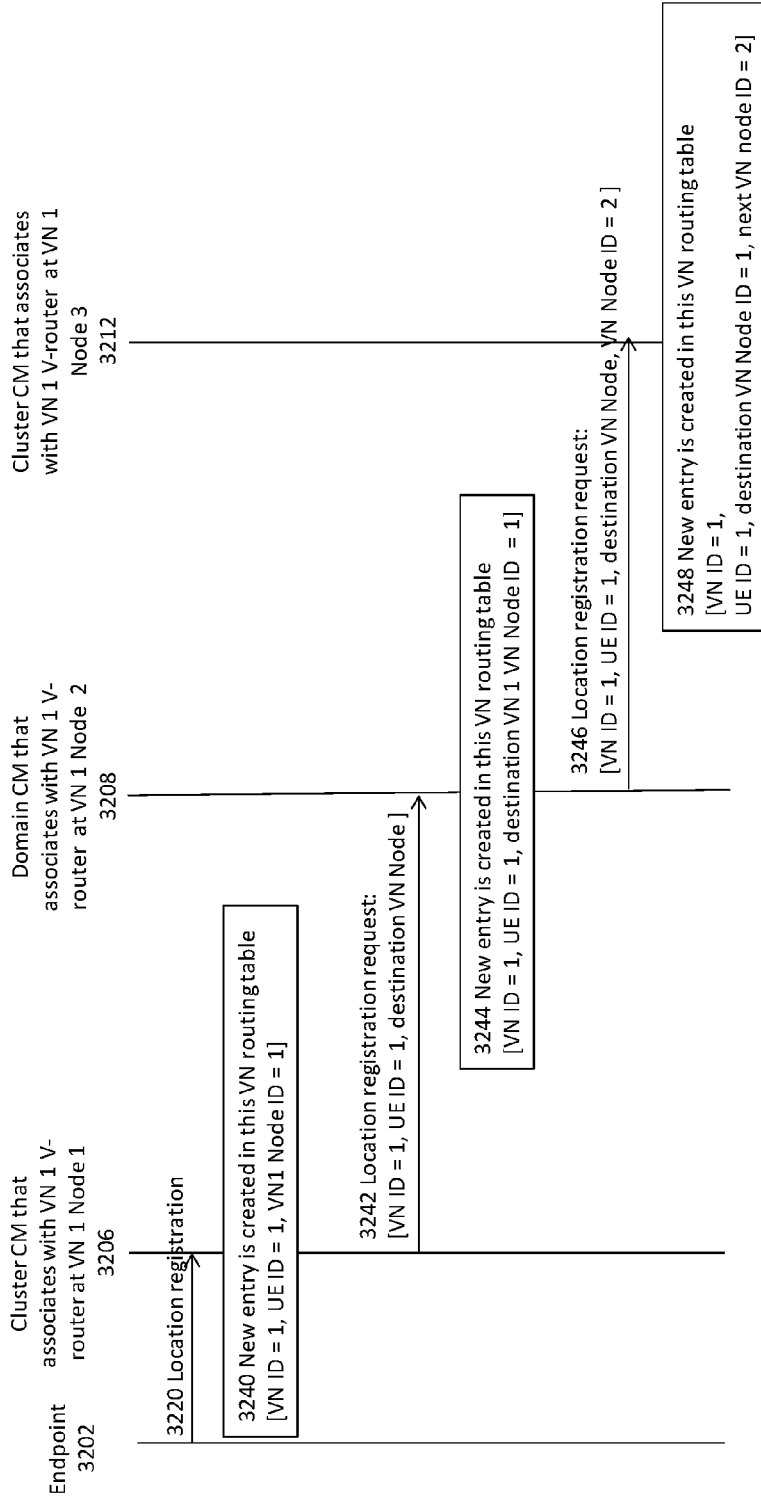 Endpoint
3202
Cluster CM that
associates with VN 1 V-
router at VN 1 Node 1
3206
Domain CM that
associates with VN 1 V-
router at VN 1 Node 2
3208
Cluster CM that associates
with VN 1 V-router at VN 1
Node 3
3212
3220 Location registration
3240 New entry is created in this VN routing table
[VN ID = 1, UE ID = 1, VN1 Node ID = 1]
3242 Location registration request:
[VN ID = 1, UE ID = 1, destination VN Node ]
3244 New entry is created in this VN routing table
[VN ID = 1, UE ID = 1, destination VN 1 VN Node ID = 1]
3246 Location registration request:
[VN ID = 1, UE ID = 1, destination VN Node, VN Node ID = 2 ]
3248 New entry is created in this VN routing table
[VN ID = 1,
UE ID = 1, destination VN Node ID = 1, next VN node ID = 2]